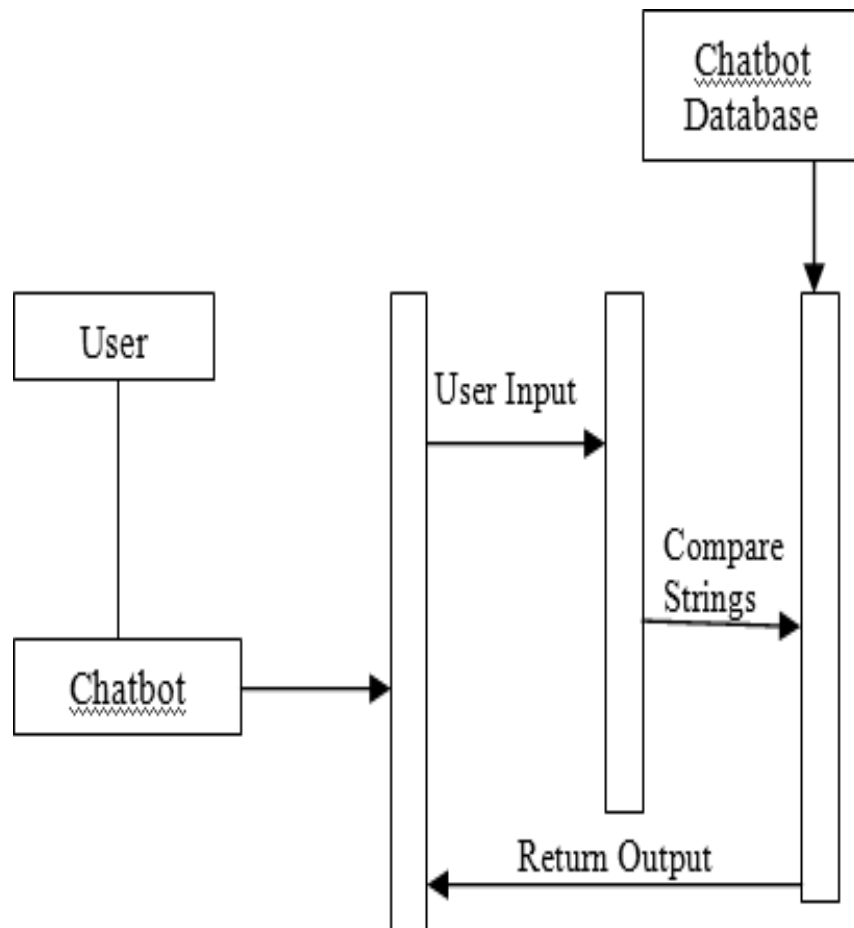 Chatbot
Database
User
User Input
Compare
Strings
Chatbot
Return Output